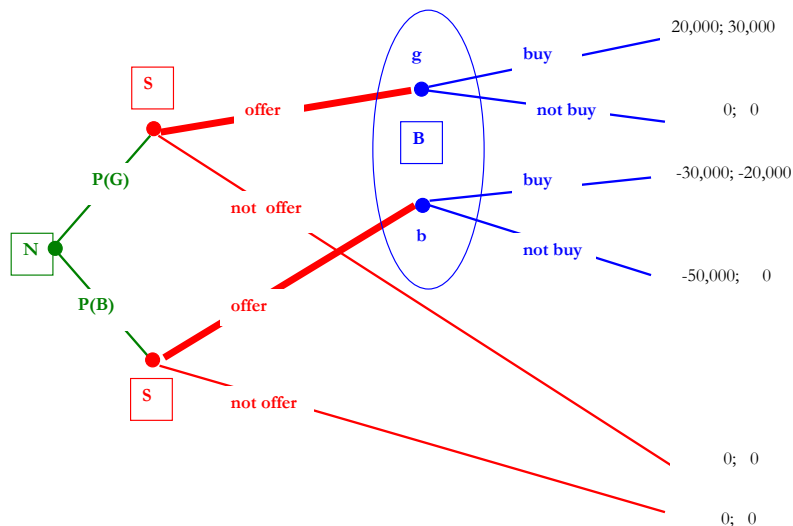 20,000; 30,000
g
buy
S
offer
not buy
0; 0
B
P(G)
buy
-30,000; -20,000
not offer
b
N
not buy
-50,000; 0
P(B)
offer
S
not offer
0; 0
0; 0